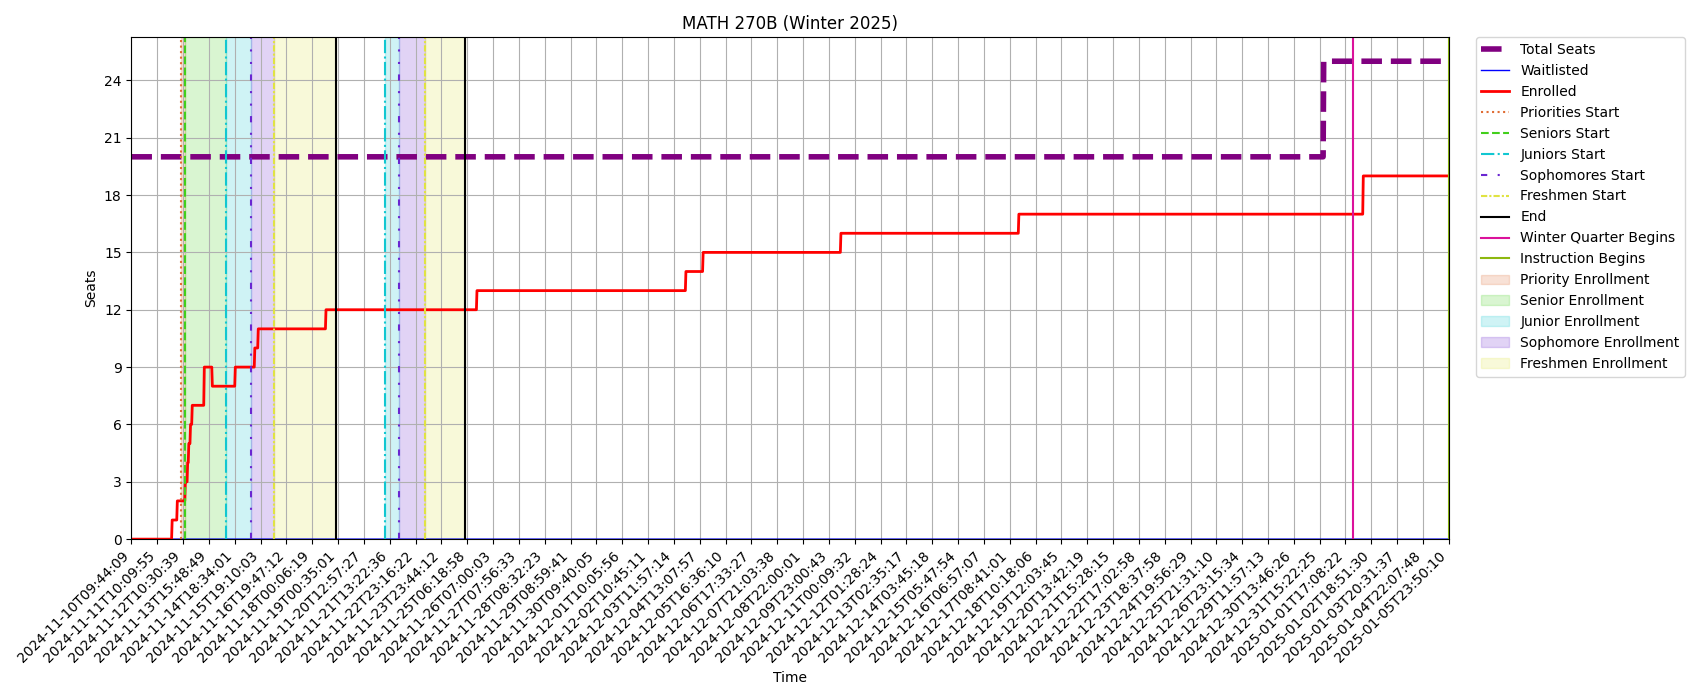 MATH 270B (Winter 2025)
Seats
24
21
18
15
12
9
6
3
0
2024-11-10T09:44:09
2024-11-11T10:09:55
2024-11-12T10:30:39
2024-11-13T15:48:49
2024-11-14T18:34:01
2024-11-15T19:10:03
2024-11-16T19:47:12
2024-11-18T00:06:19
2024-11-19T00:35:01
2024-11-20T12:57:27
2024-11-21T13:22:36
2024-11-22T23:16:22
2024-11-23T23:44:12
2024-11-25T06:18:58
2024-11-26T07:00:03
2024-11-27T07:56:33
2024-11-28T08:32:23
2024-11-29T08:59:41
2024-11-30T09:40:05
2024-12-01T10:05:56
2024-12-02T10:45:11
2024-12-03T11:57:14
2024-12-04T13:07:57
2024-12-05T16:36:10
2024-12-06T17:33:27
2024-12-07T21:03:38
2024-12-08T22:00:01
2024-12-09T23:00:43
2024-12-11T00:09:32
2024-12-12T01:28:24
2024-12-13T02:35:17
2024-12-14T03:45:18
2024-12-15T05:47:54
2024-12-16T06:57:07
2024-12-17T08:41:01
2024-12-18T10:18:06
2024-12-19T12:03:45
2024-12-20T13:42:19
2024-12-21T15:28:15
2024-12-22T17:02:58
2024-12-23T18:37:58
2024-12-24T19:56:29
2024-12-25T21:31:10
2024-12-26T23:15:34
2024-12-29T11:57:13
2024-12-30T13:46:26
2024-12-31T15:22:25
2025-01-01T17:08:22
2025-01-02T18:51:30
2025-01-03T20:31:37
2025-01-04T22:07:48
2025-01-05T23:50:10
Time
Total Seats
Waitlisted
Enrolled
Priorities Start
Seniors Start
Juniors Start
Sophomores Start
Freshmen Start
End
Winter Quarter Begins
Instruction Begins
Priority Enrollment
Senior Enrollment
Junior Enrollment
Sophomore Enrollment
Freshmen Enrollment